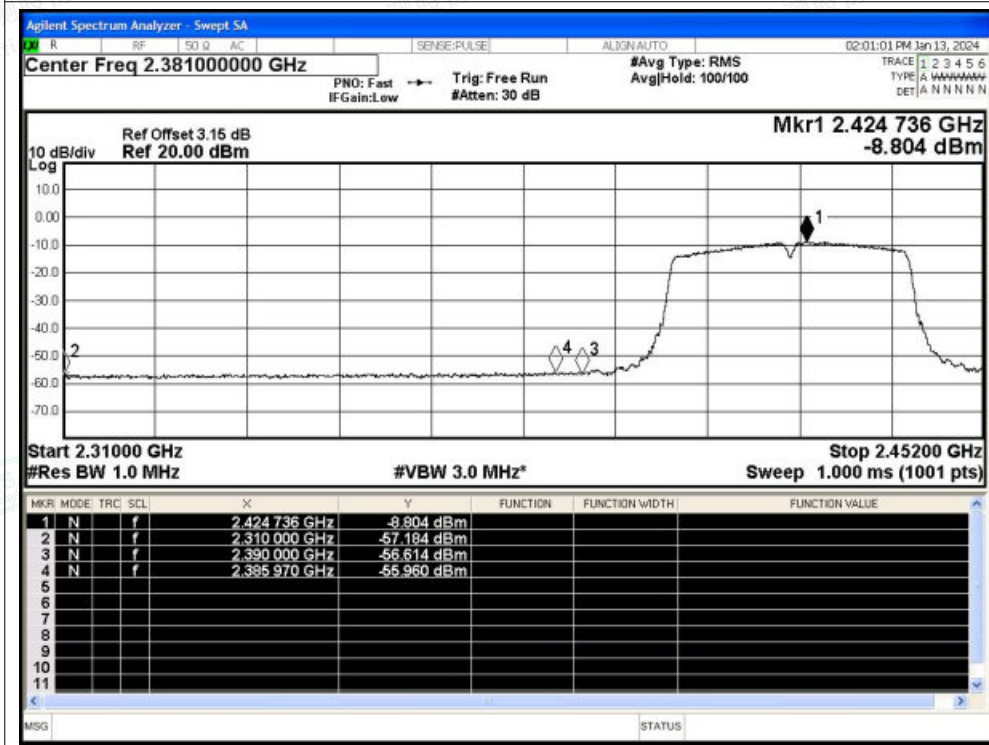 Agilent Spectrum Analyzer - Swept SA
R RF 50 Ω AC SENSE:PULSE ALIGN AUTO 02:01:01 PM Jan 13, 2024
Center Freq 2.381000000 GHz
PNO: Fast
IFGain:Low
Trig: Free Run
#Atten: 30 dB
#Avg Type: RMS
Avg|Hold: 100/100
TRACE 1 2 3 4 5 6
TYPE A WWWWW
DET A N N N N N
Mkr1 2.424 736 GHz
-8.804 dBm
Ref Offset 3.15 dB
10 dB/div Ref 20.00 dBm
Log
10.0
0.00
1
-10.0
-20.0
-30.0
-40.0
-50.0
2
4
3
-60.0
-70.0
Start 2.31000 GHz Stop 2.45200 GHz
#Res BW 1.0 MHz #VBW 3.0 MHz* Sweep 1.000 ms (1001 pts)
MKR MODE TRC SCL X Y FUNCTION FUNCTION WIDTH FUNCTION VALUE
1 N f 2.424 736 GHz -8.804 dBm
2 N f 2.310 000 GHz -57.184 dBm
3 N f 2.390 000 GHz -56.614 dBm
4 N f 2.385 970 GHz -55.960 dBm
5
6
7
8
9
10
11
MSG STATUS